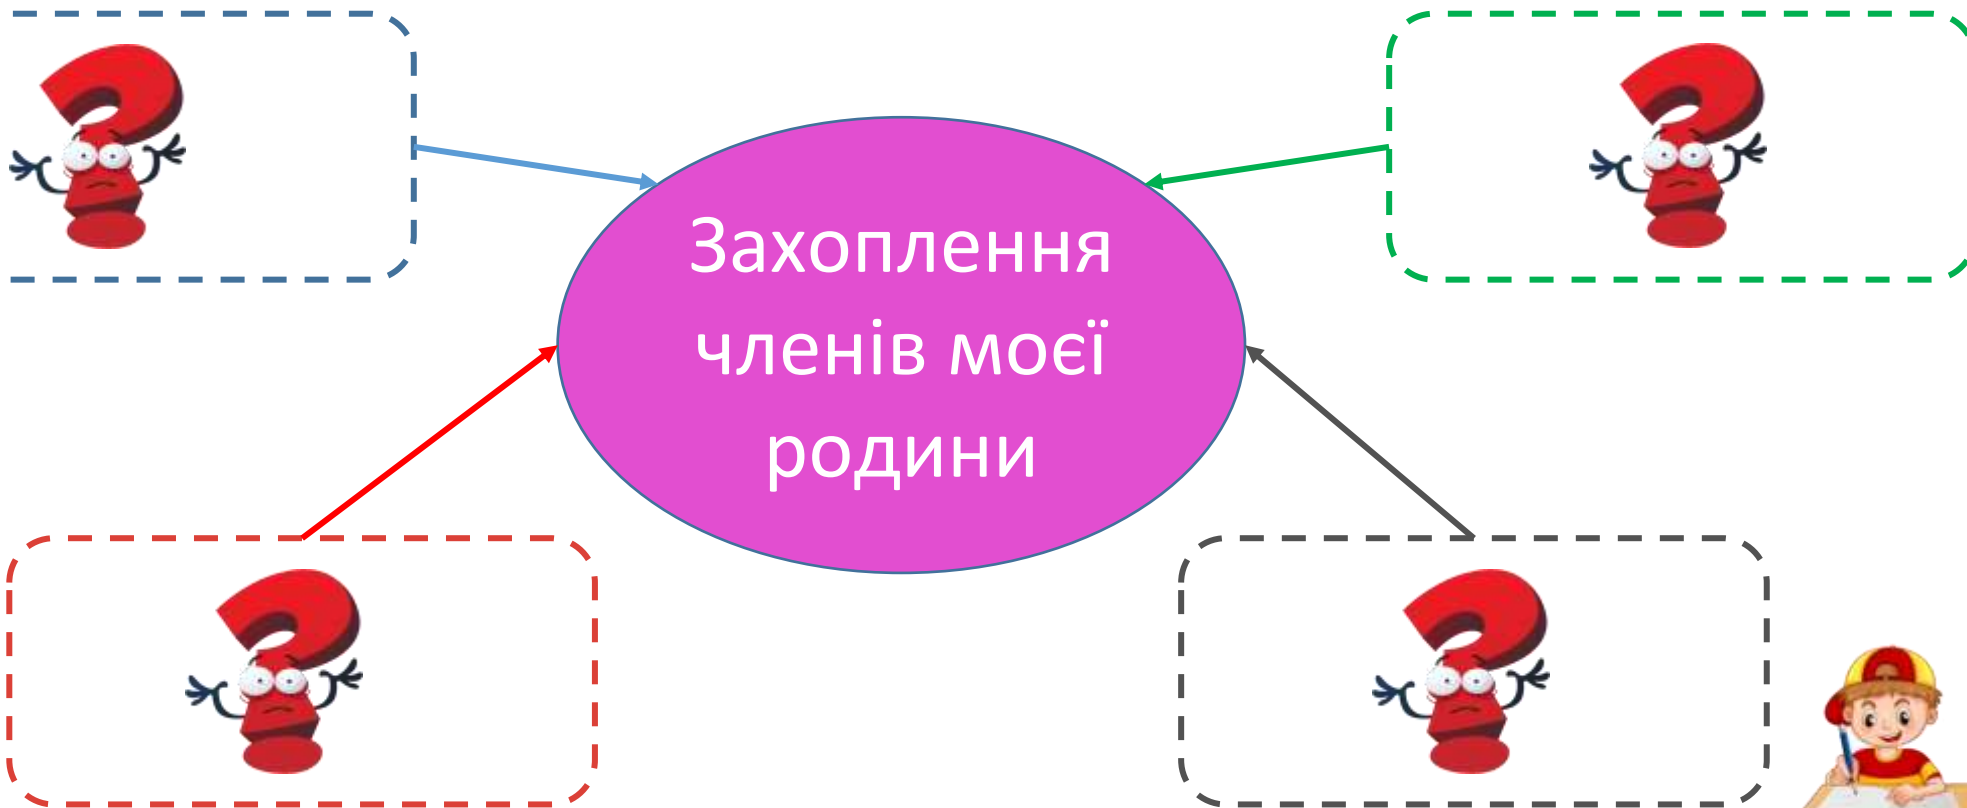 Захоплення
членів моєї
родини